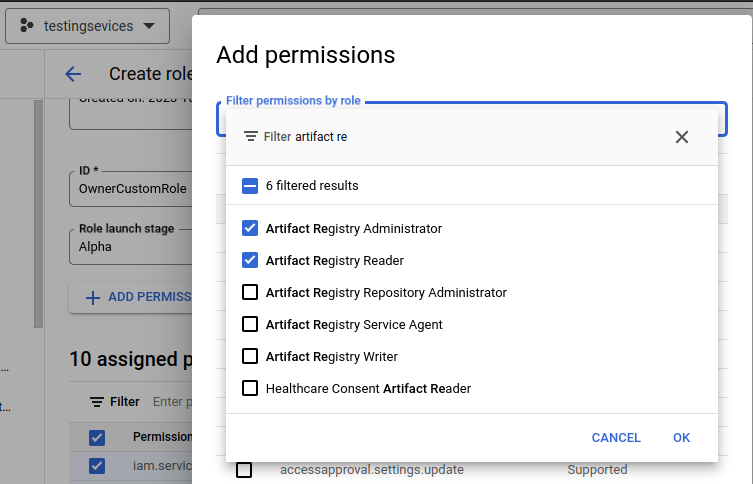 testingsevices
Create role
Created on: 2023-10
ID *
OwnerCustomRole
Role launch stage
Alpha
ADD PERMISS
10 assigned p
Filter Enter p
Permission
iam.servic
Add permissions
Filter permissions by role
Filter artifact re
6 filtered results
Artifact Registry Administrator
Artifact Registry Reader
Artifact Registry Repository Administrator
Artifact Registry Service Agent
Artifact Registry Writer
Healthcare Consent Artifact Reader
CANCEL OK
accessapproval.settings.update Supported